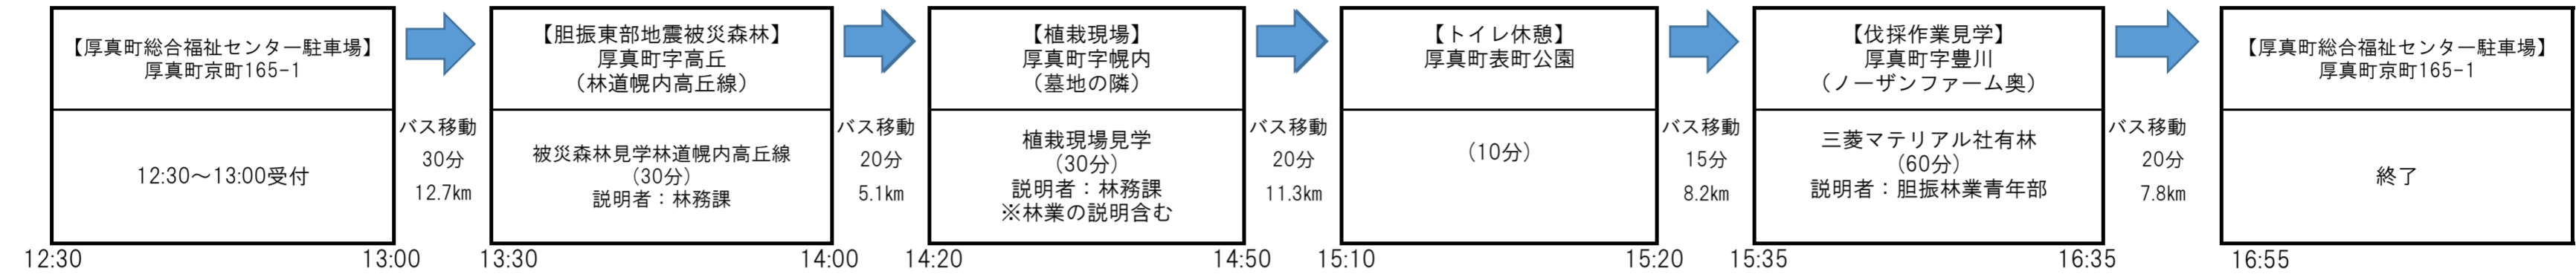 【厚真町総合福祉センター駐車場】
厚真町京町165-1
12:30～13:00受付
12:30
13:00
バス移動
30分
12.7㎞
【胆振東部地震被災森林】
厚真町字高丘
（林道幌内高丘線）
被災森林見学林道幌内高丘線
（30分）
説明者：林務課
13:30
14:00
バス移動
20分
5.1㎞
【植栽現場】
厚真町字幌内
（墓地の隣）
植栽現場見学
（30分）
説明者：林務課
※林業の説明含む
14:20
14:50
バス移動
20分
11.3㎞
【トイレ休憩】
厚真町表町公園
（10分）
15:10
15:20
バス移動
15分
8.2㎞
【伐採作業見学】
厚真町字豊川
（ノーザンファーム奥）
三菱マテリアル社有林
（60分）
説明者：胆振林業青年部
15:35
16:35
バス移動
20分
7.8㎞
【厚真町総合福祉センター駐車場】
厚真町京町165-1
終了
16:55